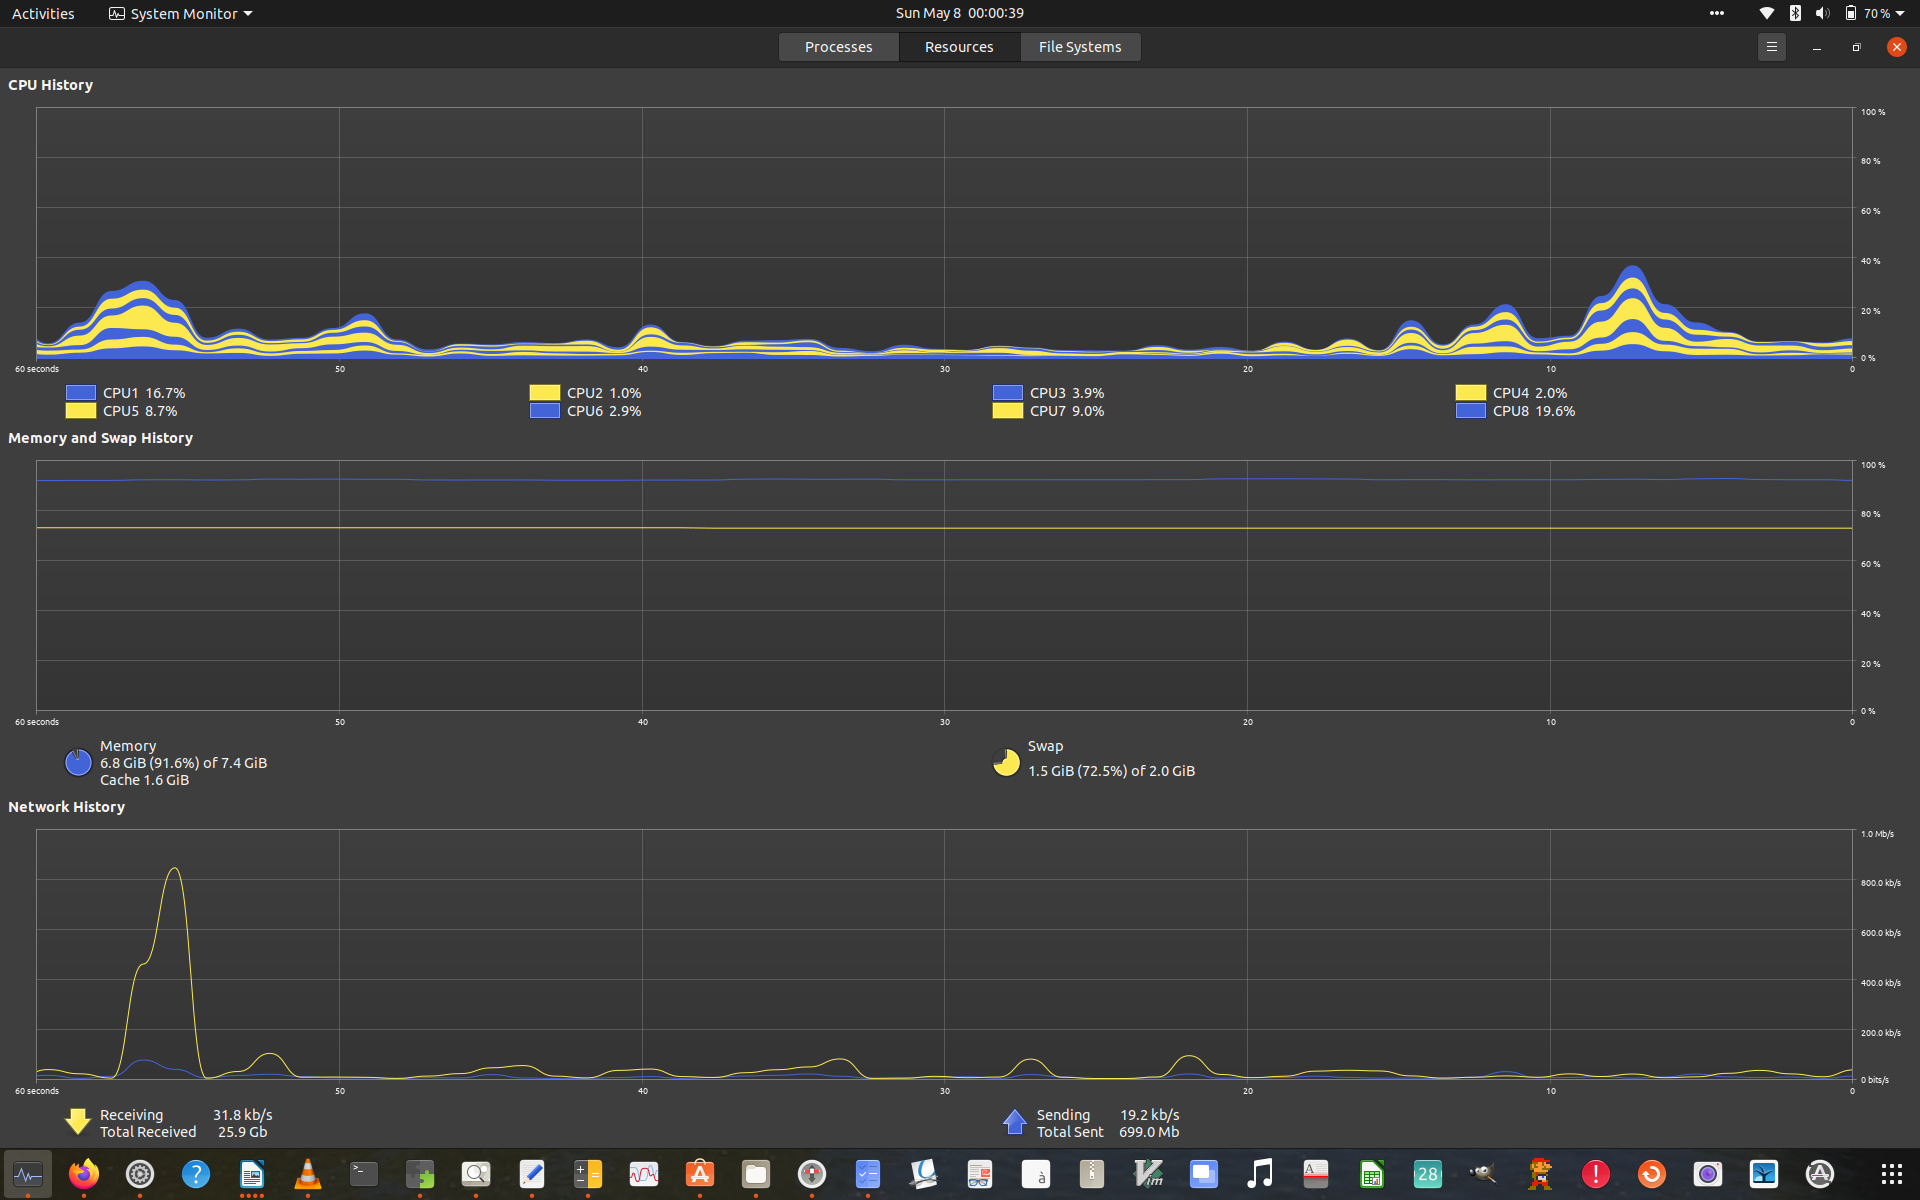 Activities System Monitor Sun May 8 00:00:39 70 %
Processes Resources File Systems
CPU History
100 %
80 %
60 %
40 %
20 %
0 %
60 seconds 50 40 30 20 10 0
CPU1 16.7% CPU2 1.0% CPU3 3.9% CPU4 2.0%
CPU5 8.7% CPU6 2.9% CPU7 9.0% CPU8 19.6%
Memory and Swap History
100 %
80 %
60 %
40 %
20 %
0 %
60 seconds 50 40 30 20 10 0
Memory
6.8 GiB (91.6%) of 7.4 GiB
Cache 1.6 GiB
Swap
1.5 GiB (72.5%) of 2.0 GiB
Network History
1.0 Mb/s
800.0 kb/s
600.0 kb/s
400.0 kb/s
200.0 kb/s
0 bits/s
60 seconds 50 40 30 20 10 0
Receiving 31.8 kb/s
Total Received 25.9 Gb
Sending 19.2 kb/s
Total Sent 699.0 Mb
? >_ A à Vim A 28 ! A